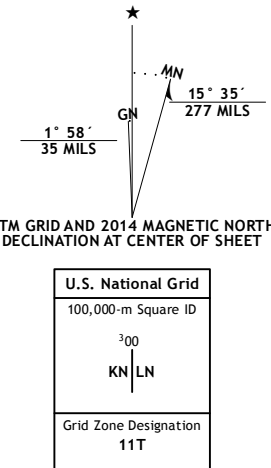 ★
MN
GN
15° 35´
277 MILS
1° 58´
35 MILS
TM GRID AND 2014 MAGNETIC NORTH
DECLINATION AT CENTER OF SHEET
U.S. National Grid
100,000-m Square ID
³00
KN LN
Grid Zone Designation
11T